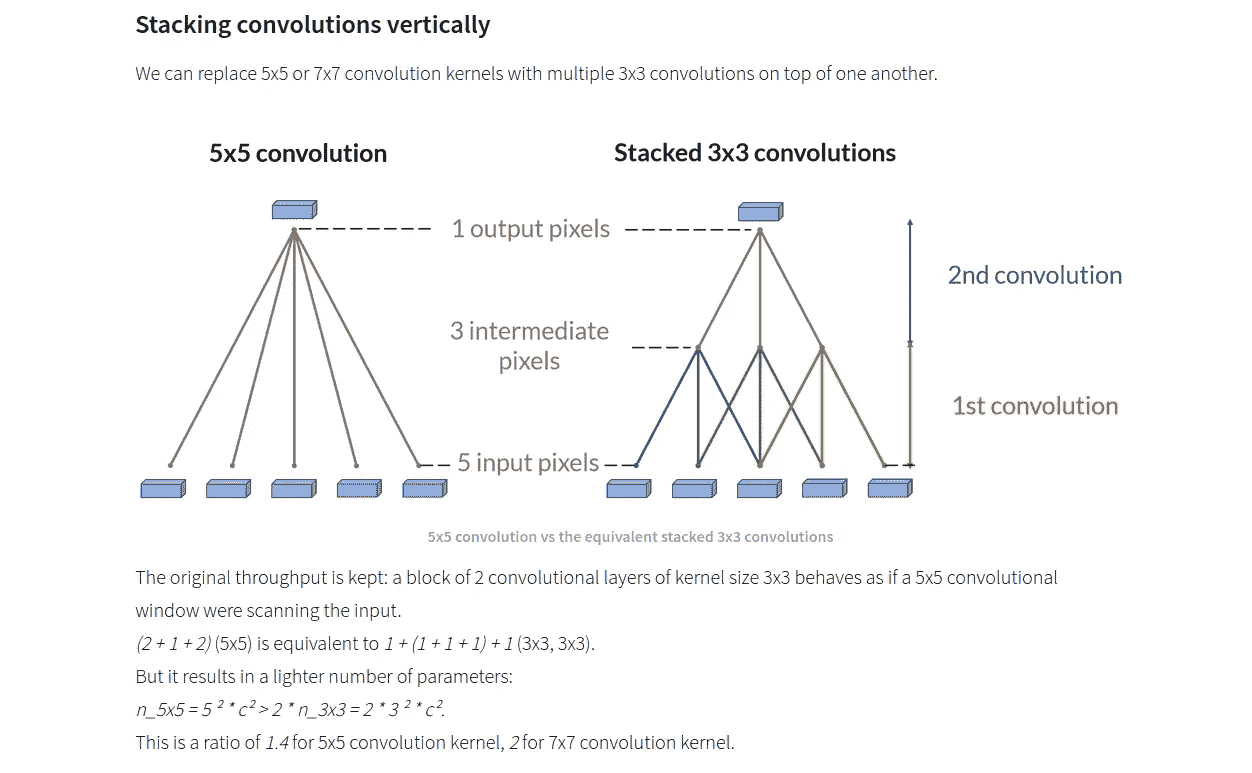 Stacking convolutions vertically
We can replace 5x5 or 7x7 convolution kernels with multiple 3x3 convolutions on top of one another.
5x5 convolution
Stacked 3x3 convolutions
1 output pixels
2nd convolution
3 intermediate
pixels
1st convolution
5 input pixels
5x5 convolution vs the equivalent stacked 3x3 convolutions
The original throughput is kept: a block of 2 convolutional layers of kernel size 3x3 behaves as if a 5x5 convolutional
window were scanning the input.
(2 + 1 + 2) (5x5) is equivalent to 1 + (1 + 1 + 1) + 1 (3x3, 3x3).
But it results in a lighter number of parameters:
n_5x5 = 5 ² * c² > 2 * n_3x3 = 2 * 3 ² * c².
This is a ratio of 1.4 for 5x5 convolution kernel, 2 for 7x7 convolution kernel.